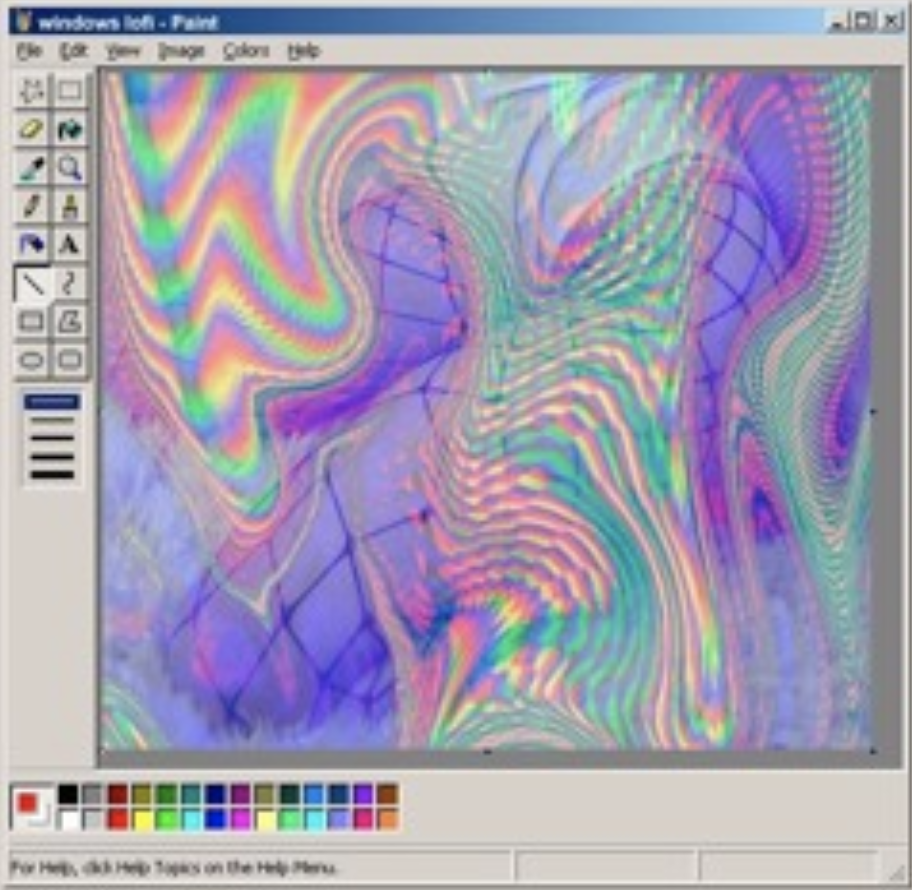 windows lofi - Paint
File Edit View Image Colors Help
A
For Help, click Help Topics on the Help Menu.